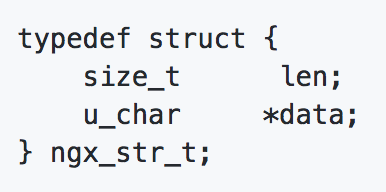 typedef struct {
    size_t      len;
    u_char     *data;
} ngx_str_t;